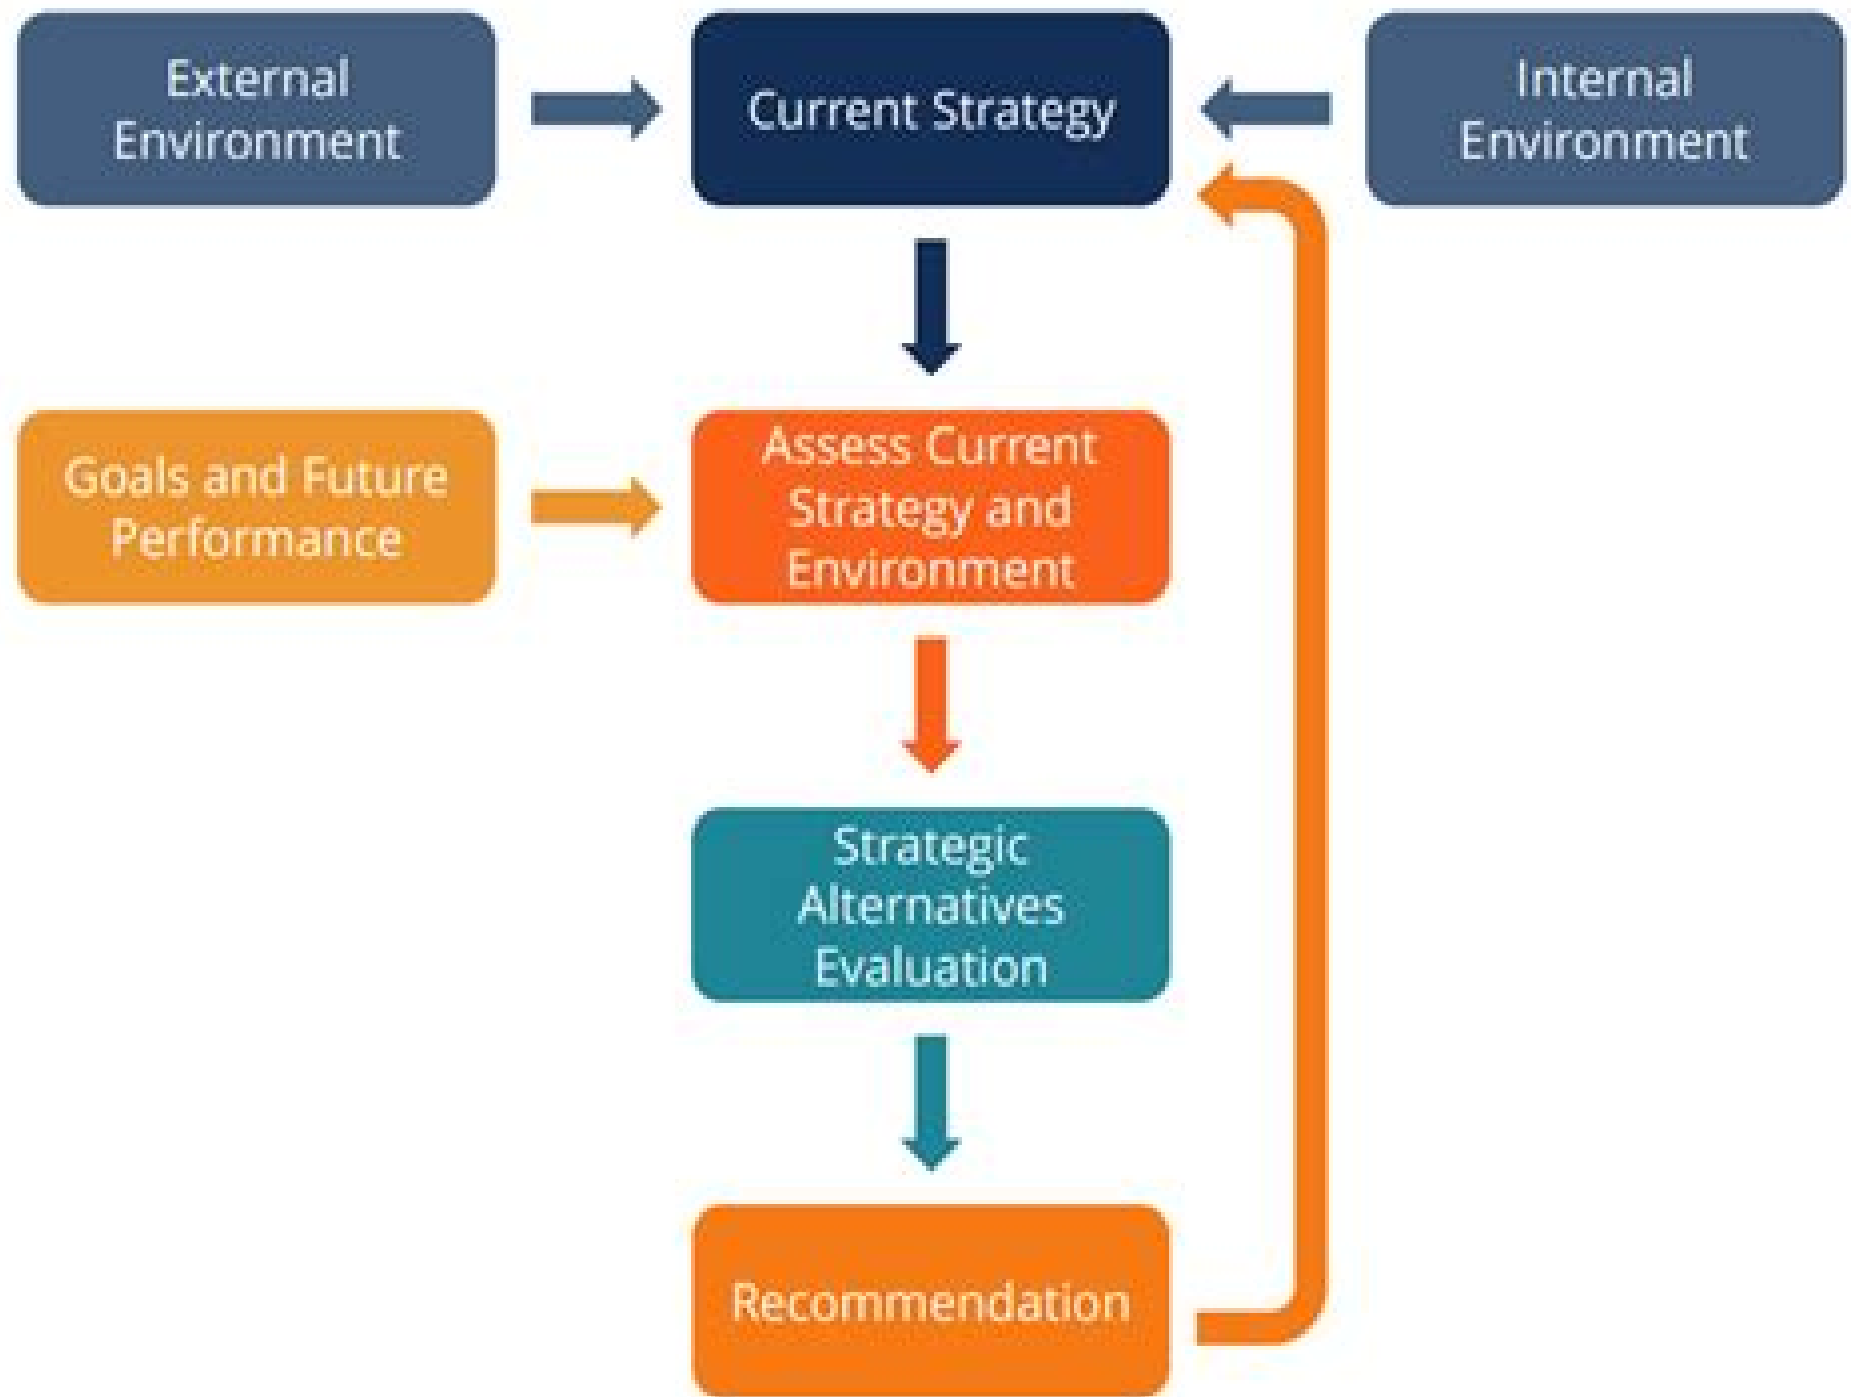 External
Environment
Current Strategy
Internal
Environment
Goals and Future
Performance
Assess Current
Strategy and
Environment
Strategic
Alternatives
Evaluation
Recommendation